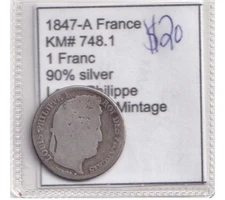 1847-A France $20
KM# 748.1
1 Franc
90% silver
Philippe
Mintage